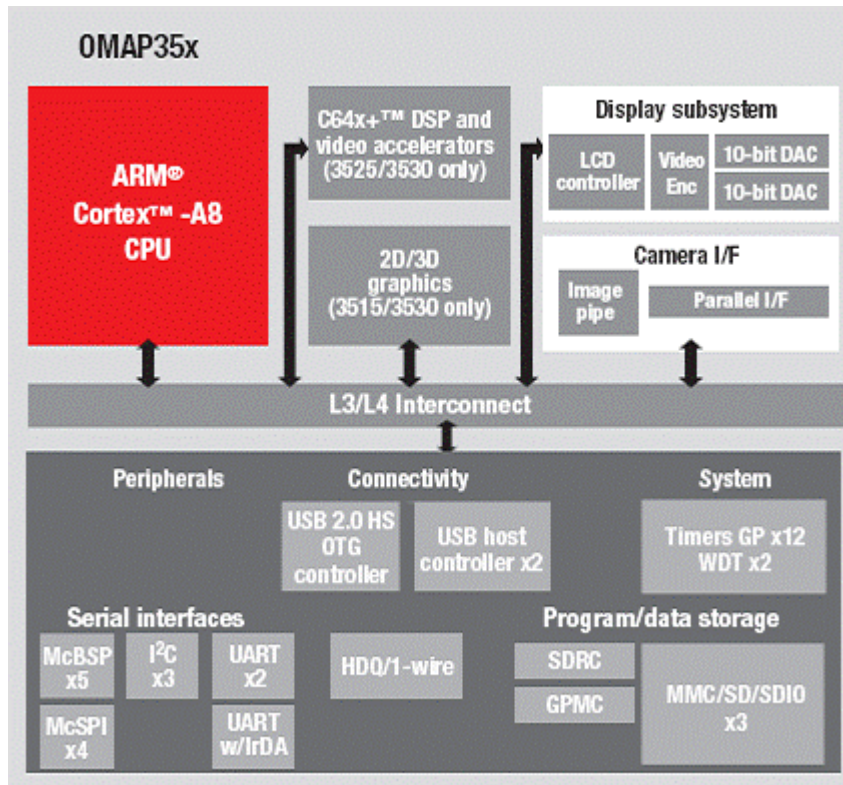 OMAP35x
ARM®
Cortex™ -A8
CPU
C64x+™ DSP and
video accelerators
(3525/3530 only)
2D/3D
graphics
(3515/3530 only)
Display subsystem
LCD
controller
Video
Enc
10-bit DAC
10-bit DAC
Camera I/F
Image
pipe
Parallel I/F
L3/L4 Interconnect
Peripherals
Connectivity
System
USB 2.0 HS
OTG
controller
USB host
controller x2
Timers GP x12
WDT x2
Serial interfaces
Program/data storage
McBSP
x5
I²C
x3
UART
x2
HDQ/1-wire
SDRC
GPMC
MMC/SD/SDIO
x3
McSPI
x4
UART
w/IrDA